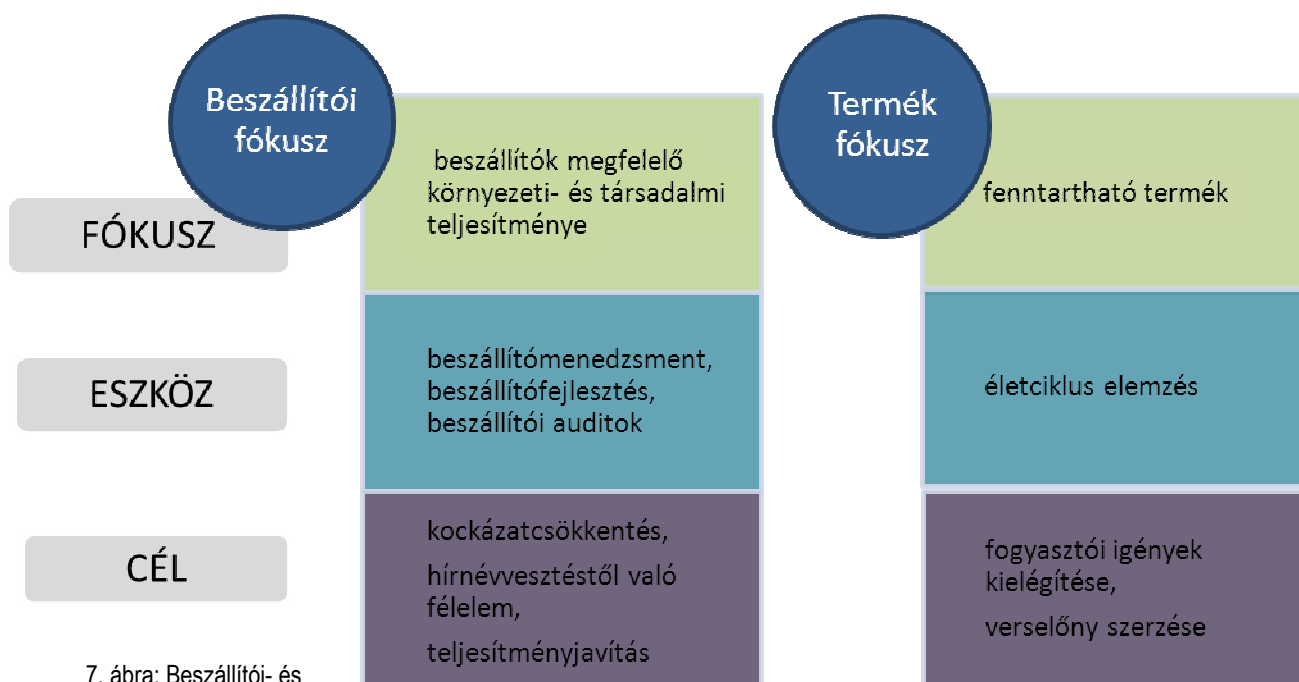 Beszállítói
fókusz
Termék
fókusz
FÓKUSZ
beszállítók megfelelő
környezeti- és társadalmi
teljesítménye
fenntartható termék
ESZKÖZ
beszállítómenedzsment,
beszállítófejlesztés,
beszállítói auditok
életciklus elemzés
CÉL
kockázatcsökkentés,
hírnévvesztéstől való
félelem,
teljesítményjavítás
fogyasztói igények
kielégítése,
verselőny szerzése
7. ábra: Beszállítói- és